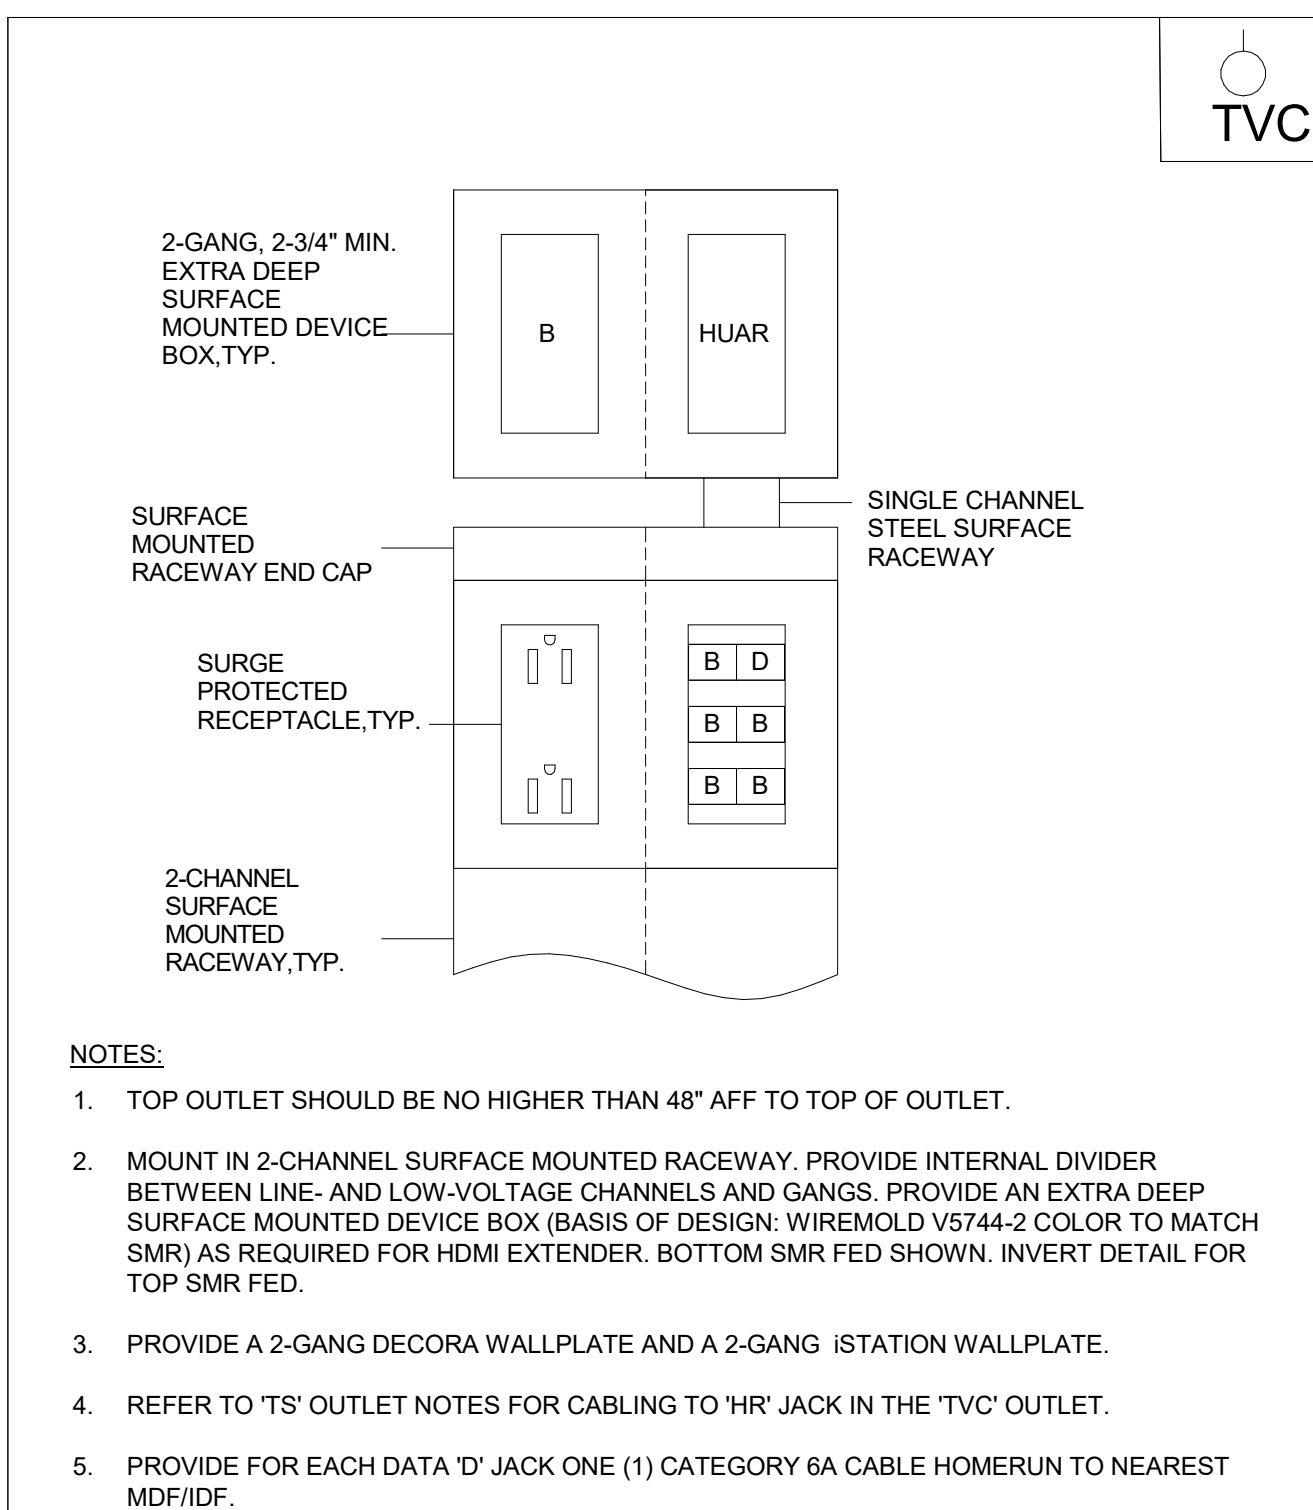 TVC
2-GANG, 2-3/4" MIN.
EXTRA DEEP
SURFACE
MOUNTED DEVICE
BOX,TYP.
B
HUAR
SURFACE
MOUNTED
RACEWAY END CAP
SINGLE CHANNEL
STEEL SURFACE
RACEWAY
SURGE
PROTECTED
RECEPTACLE,TYP.
B D
B B
B B
2-CHANNEL
SURFACE
MOUNTED
RACEWAY,TYP.
NOTES:
1. TOP OUTLET SHOULD BE NO HIGHER THAN 48" AFF TO TOP OF OUTLET.
2. MOUNT IN 2-CHANNEL SURFACE MOUNTED RACEWAY. PROVIDE INTERNAL DIVIDER
BETWEEN LINE- AND LOW-VOLTAGE CHANNELS AND GANGS. PROVIDE AN EXTRA DEEP
SURFACE MOUNTED DEVICE BOX (BASIS OF DESIGN: WIREMOLD V5744-2 COLOR TO MATCH
SMR) AS REQUIRED FOR HDMI EXTENDER. BOTTOM SMR FED SHOWN. INVERT DETAIL FOR
TOP SMR FED.
3. PROVIDE A 2-GANG DECORA WALLPLATE AND A 2-GANG iSTATION WALLPLATE.
4. REFER TO 'TS' OUTLET NOTES FOR CABLING TO 'HR' JACK IN THE 'TVC' OUTLET.
5. PROVIDE FOR EACH DATA 'D' JACK ONE (1) CATEGORY 6A CABLE HOMERUN TO NEAREST
MDF/IDF.